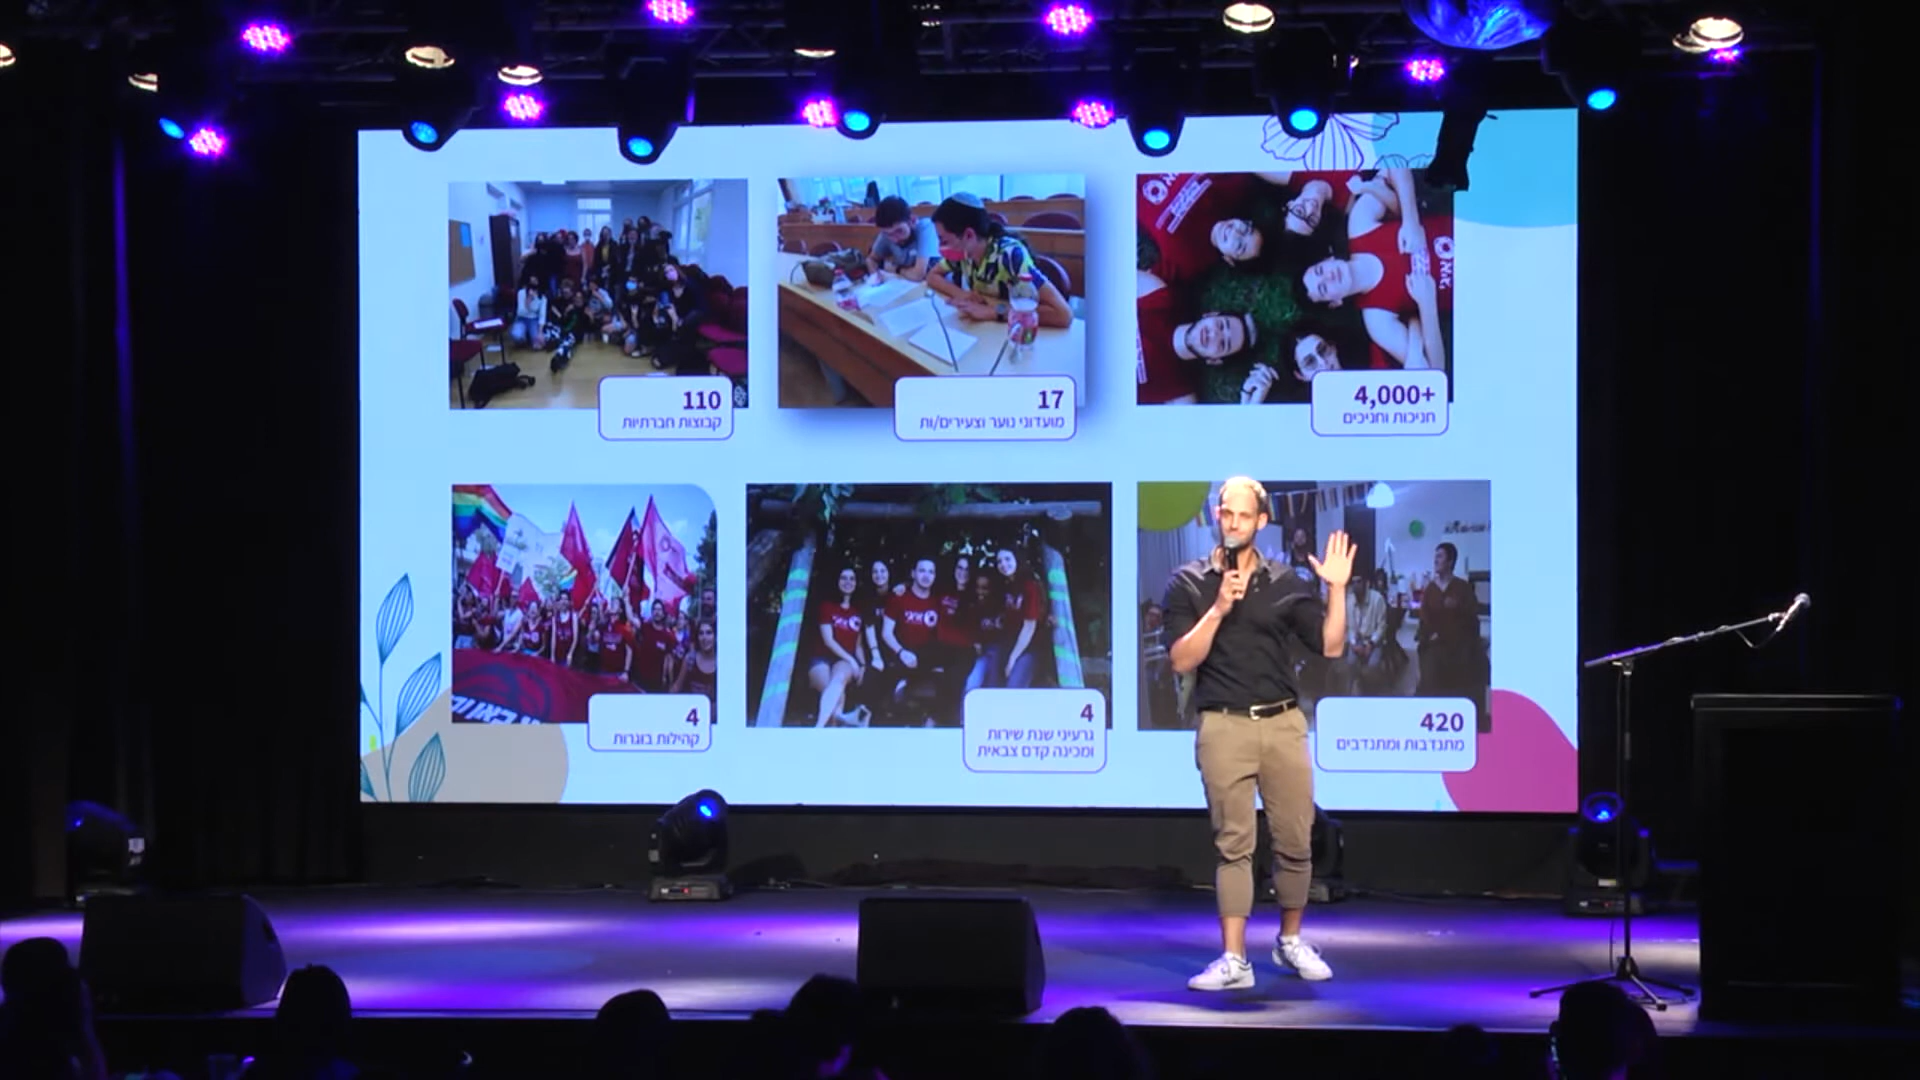 4,000+
חניכות וחניכים
17
מועדוני נוער וצעירים/ות
110
קבוצות חברתיות
420
מתנדבות ומתנדבים
4
גרעיני שנת שירות
ומכינה קדם צבאית
4
קהילות בוגרות